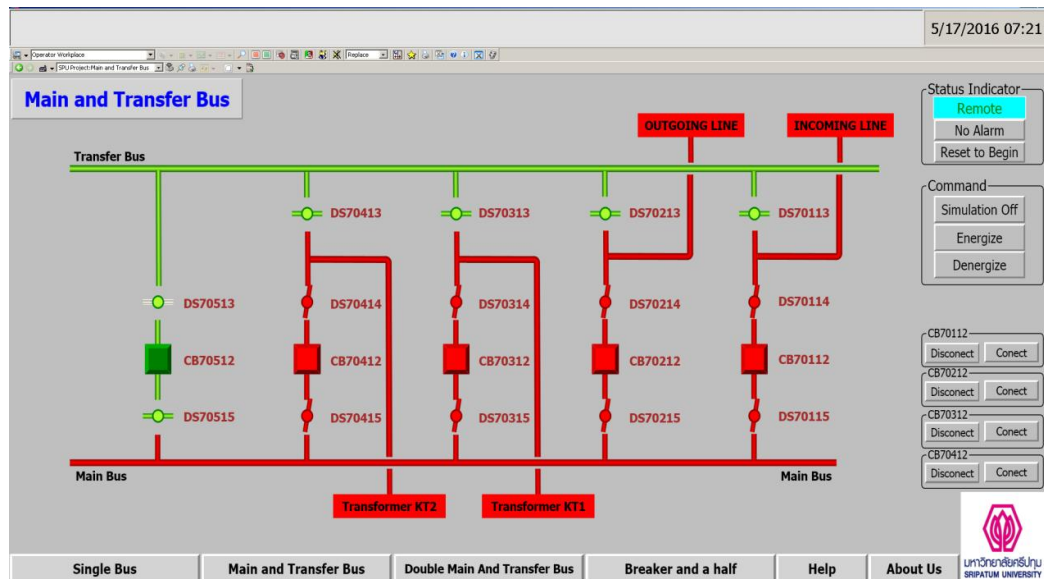 5/17/2016 07:21
Operator Workplace
Replace
SPU Project:Main and Transfer Bus
Main and Transfer Bus
Status Indicator
Remote
No Alarm
Reset to Begin
OUTGOING LINE
INCOMING LINE
Transfer Bus
Command
Simulation Off
Energize
Denergize
DS70413
DS70313
DS70213
DS70113
DS70513
DS70414
DS70314
DS70214
DS70114
CB70512
CB70412
CB70312
CB70212
CB70112
DS70515
DS70415
DS70315
DS70215
DS70115
CB70112
Disconect
Conect
CB70212
Disconect
Conect
CB70312
Disconect
Conect
CB70412
Disconect
Conect
Main Bus
Main Bus
Transformer KT2
Transformer KT1
มหาวิทยาลัยศรีปทุม
SRIPATUM UNIVERSITY
Single Bus
Main and Transfer Bus
Double Main And Transfer Bus
Breaker and a half
Help
About Us